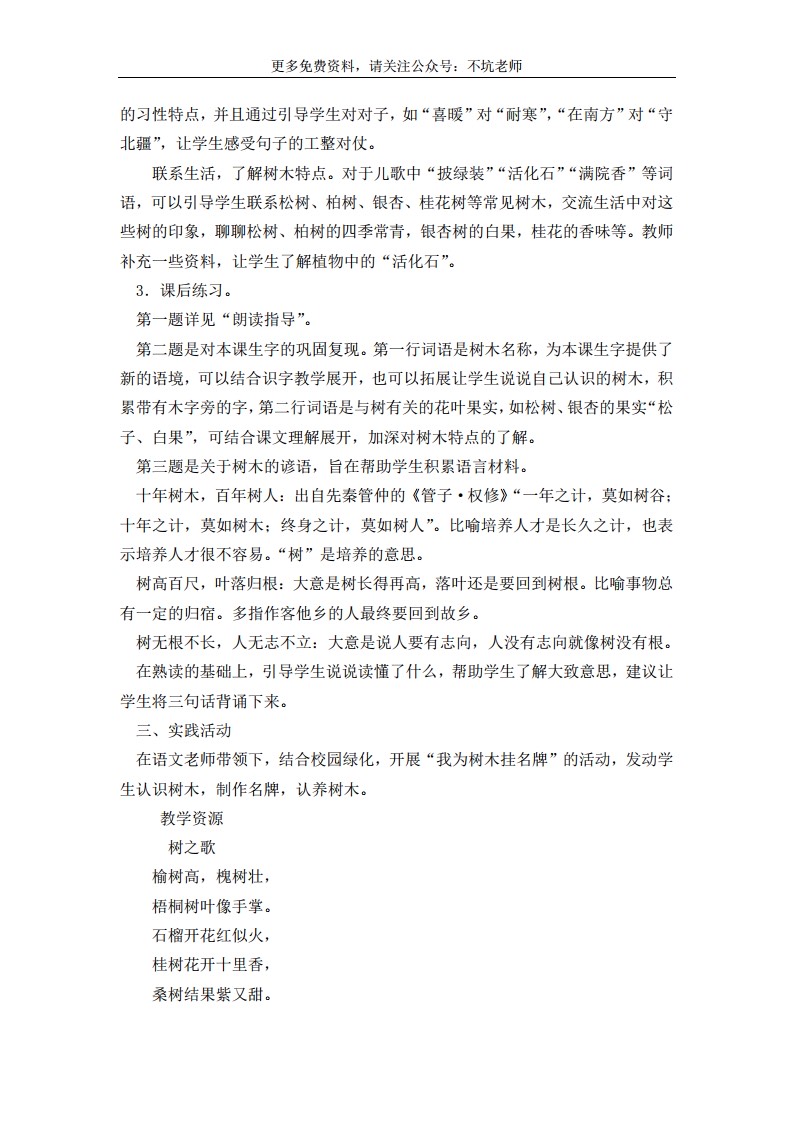 更多免费资料，请关注公众号：不坑老师
的习性特点，并且通过引导学生对对子，如“喜暖”对“耐寒”，“在南方”对“守
北疆”，让学生感受句子的工整对仗。
联系生活，了解树木特点。对于儿歌中“披绿装”“活化石”“满院香”等词
语，可以引导学生联系松树、柏树、银杏、桂花树等常见树木，交流生活中对这
些树的印象，聊聊松树、柏树的四季常青，银杏树的白果，桂花的香味等。教师
补充一些资料，让学生了解植物中的“活化石”。
3．课后练习。
第一题详见“朗读指导”。
第二题是对本课生字的巩固复现。第一行词语是树木名称，为本课生字提供了
新的语境，可以结合识字教学展开，也可以拓展让学生说说自己认识的树木，积
累带有木字旁的字，第二行词语是与树有关的花叶果实，如松树、银杏的果实“松
子、白果”，可结合课文理解展开，加深对树木特点的了解。
第三题是关于树木的谚语，旨在帮助学生积累语言材料。
十年树木，百年树人：出自先秦管仲的《管子·权修》“一年之计，莫如树谷；
十年之计，莫如树木；终身之计，莫如树人”。比喻培养人才是长久之计，也表
示培养人才很不容易。“树”是培养的意思。
树高百尺，叶落归根：大意是树长得再高，落叶还是要回到树根。比喻事物总
有一定的归宿。多指作客他乡的人最终要回到故乡。
树无根不长，人无志不立：大意是说人要有志向，人没有志向就像树没有根。
在熟读的基础上，引导学生说说读懂了什么，帮助学生了解大致意思，建议让
学生将三句话背诵下来。
三、实践活动
在语文老师带领下，结合校园绿化，开展“我为树木挂名牌”的活动，发动学
生认识树木，制作名牌，认养树木。
教学资源
树之歌
榆树高，槐树壮，
梧桐树叶像手掌。
石榴开花红似火，
桂树花开十里香，
桑树结果紫又甜。